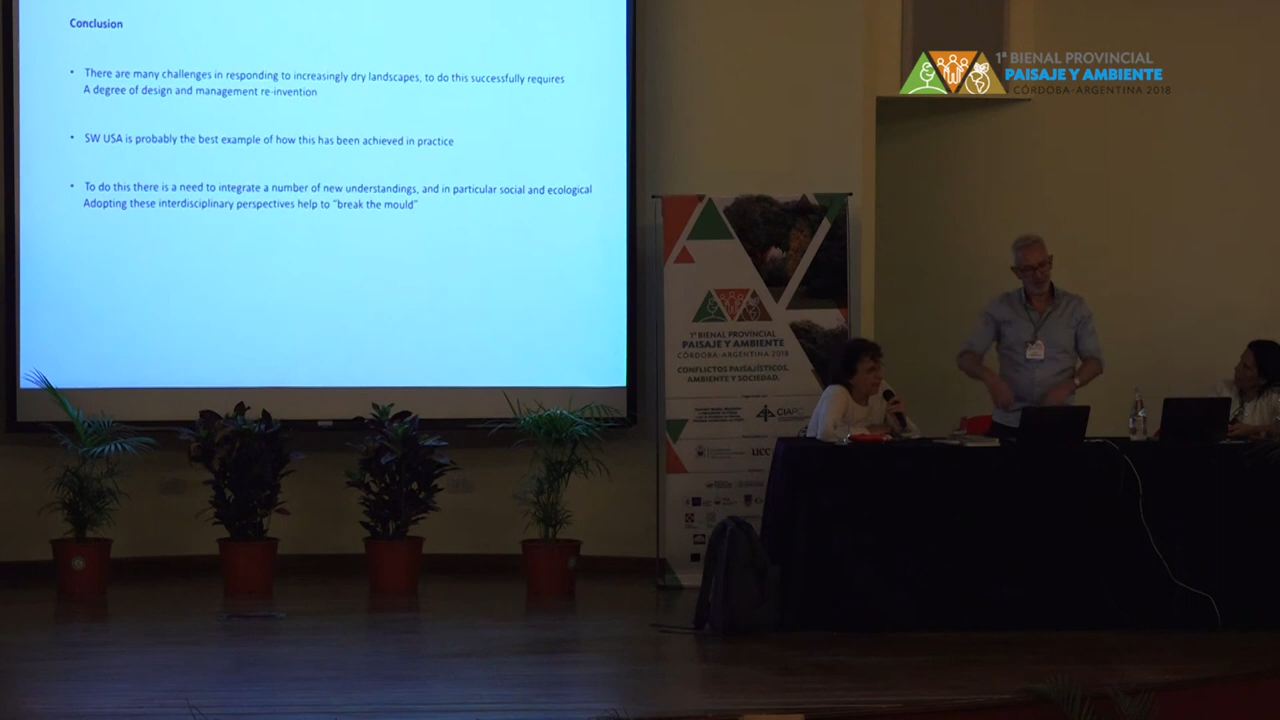 Conclusion
• There are many challenges in responding to increasingly dry landscapes, to do this successfully requires
A degree of design and management re-invention
• SW USA is probably the best example of how this has been achieved in practice
• To do this there is a need to integrate a number of new understandings, and in particular social and ecological
Adopting these interdisciplinary perspectives help to "break the mould"
1ª BIENAL PROVINCIAL
PAISAJE Y AMBIENTE
CÓRDOBA-ARGENTINA 2018
1ª BIENAL PROVINCIAL
PAISAJE Y AMBIENTE
CÓRDOBA-ARGENTINA 2018
CONFLICTOS PAISAJÍSTICOS,
AMBIENTE Y SOCIEDAD.
CIAPC
UCC